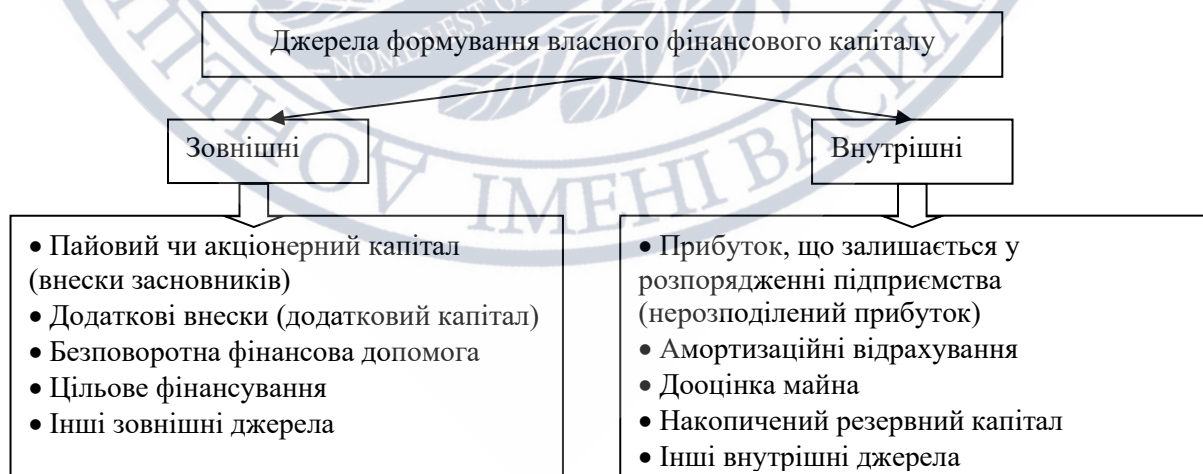 Джерела формування власного фінансового капіталу
Зовнішні
Внутрішні
• Пайовий чи акціонерний капітал
(внески засновників)
• Додаткові внески (додатковий капітал)
• Безповоротна фінансова допомога
• Цільове фінансування
• Інші зовнішні джерела
• Прибуток, що залишається у
розпорядженні підприємства
(нерозподілений прибуток)
• Амортизаційні відрахування
• Дооцінка майна
• Накопичений резервний капітал
• Інші внутрішні джерела
ІМЕНІ